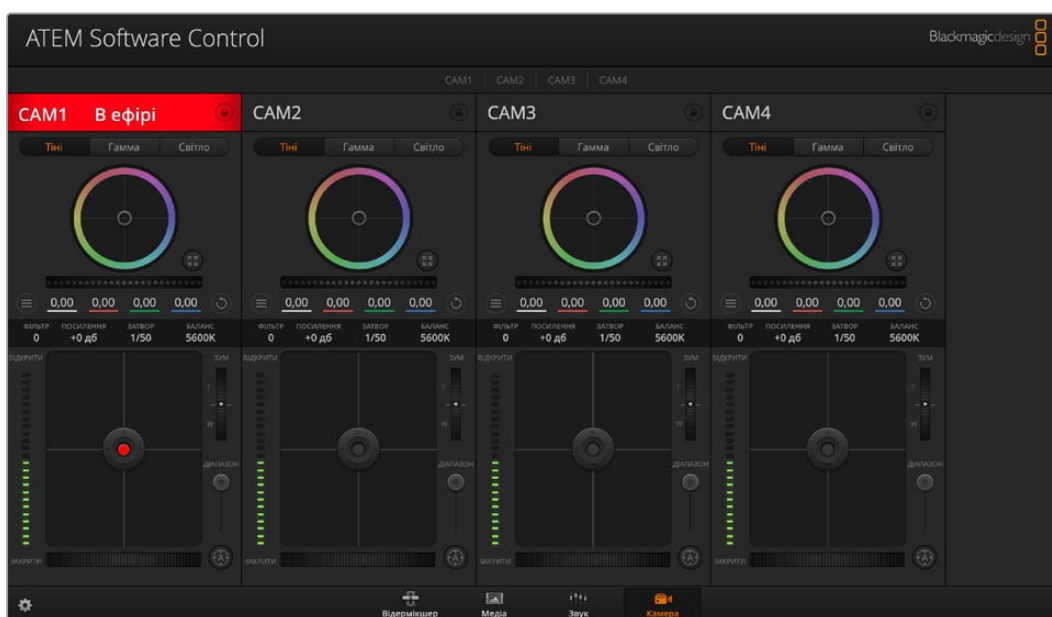 ATEM Software Control
Blackmagicdesign
CAM1 CAM2 CAM3 CAM4
CAM1 В ефірі CAM2 CAM3 CAM4
Тіні Гамма Світло Тіні Гамма Світло Тіні Гамма Світло Тіні Гамма Світло
0,00 0,00 0,00 0,00 0,00 0,00 0,00 0,00 0,00 0,00 0,00 0,00 0,00 0,00 0,00 0,00
ФІЛЬТР ПОСИЛЕННЯ ЗАТВОР БАЛАНС ФІЛЬТР ПОСИЛЕННЯ ЗАТВОР БАЛАНС ФІЛЬТР ПОСИЛЕННЯ ЗАТВОР БАЛАНС ФІЛЬТР ПОСИЛЕННЯ ЗАТВОР БАЛАНС
0 +0 дб 1/50 5600K 0 +0 дб 1/50 5600K 0 +0 дб 1/50 5600K 0 +0 дб 1/50 5600K
ВІДКРИТИ ЗУМ ВІДКРИТИ ЗУМ ВІДКРИТИ ЗУМ ВІДКРИТИ ЗУМ
T T T T
W W W W
ДІАПАЗОН ДІАПАЗОН ДІАПАЗОН ДІАПАЗОН
ЗАКРИТИ ЗАКРИТИ ЗАКРИТИ ЗАКРИТИ
Відермікшер Медіа Звук Камера